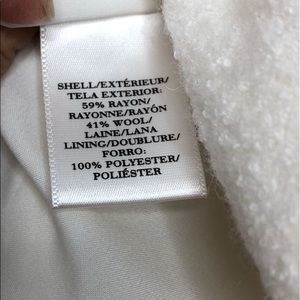 SHELL/EXTÉRIEUR/
TELA EXTERIOR:
59% RAYON/
RAYONNE/RAYÓN
41% WOOL/
LAINE/LANA
LINING/DOUBLURE/
FORRO:
100% POLYESTER/
POLIÉSTER